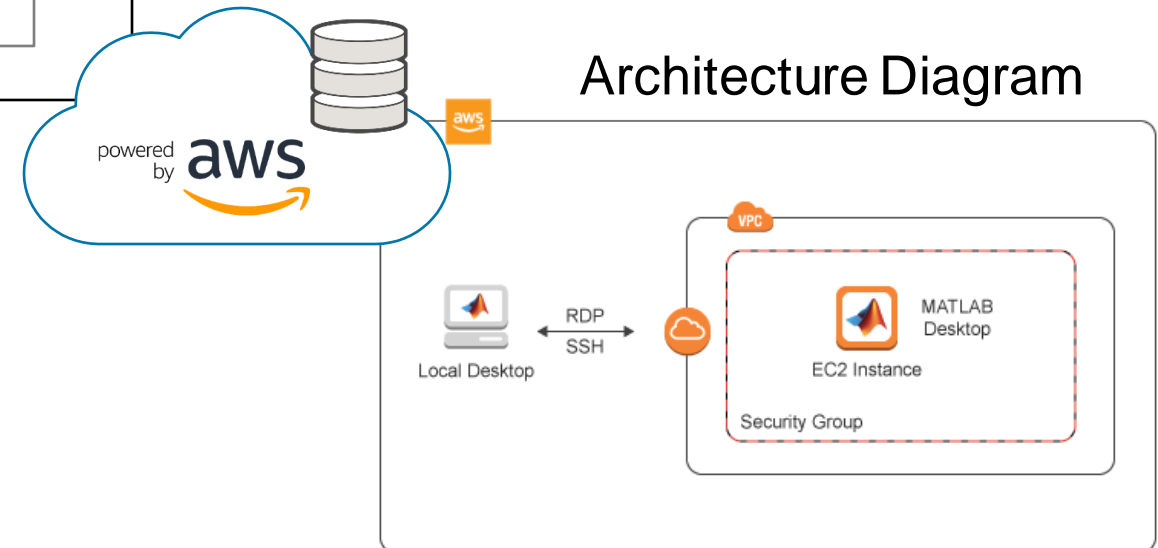 Architecture Diagram
powered
by
aws
aws
VPC
RDP
SSH
Local Desktop
MATLAB
Desktop
EC2 Instance
Security Group